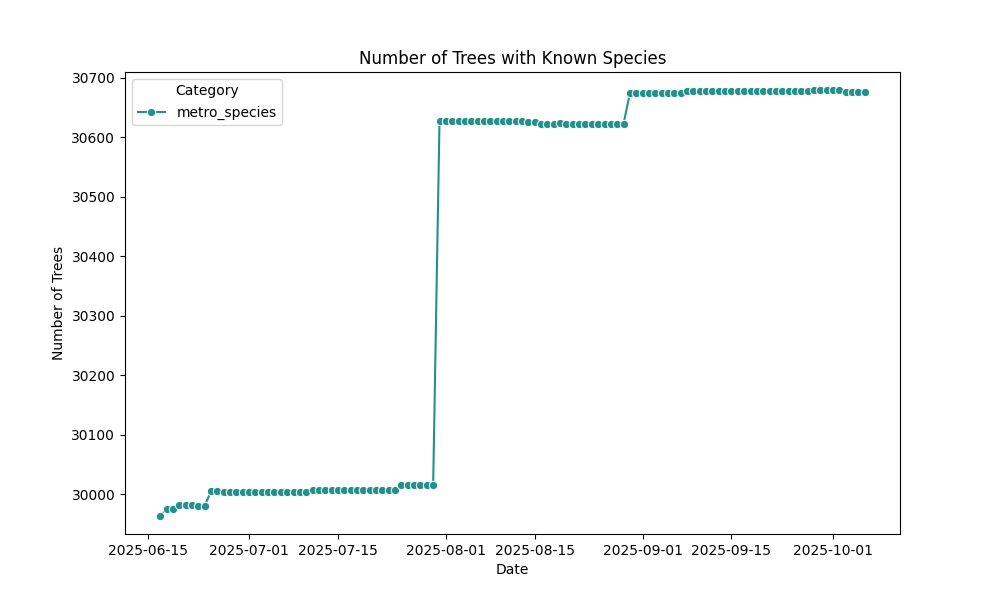 Number of Trees with Known Species
Category
metro_species
Number of Trees
30700
30600
30500
30400
30300
30200
30100
30000
2025-06-15 2025-07-01 2025-07-15 2025-08-01 2025-08-15 2025-09-01 2025-09-15 2025-10-01
Date